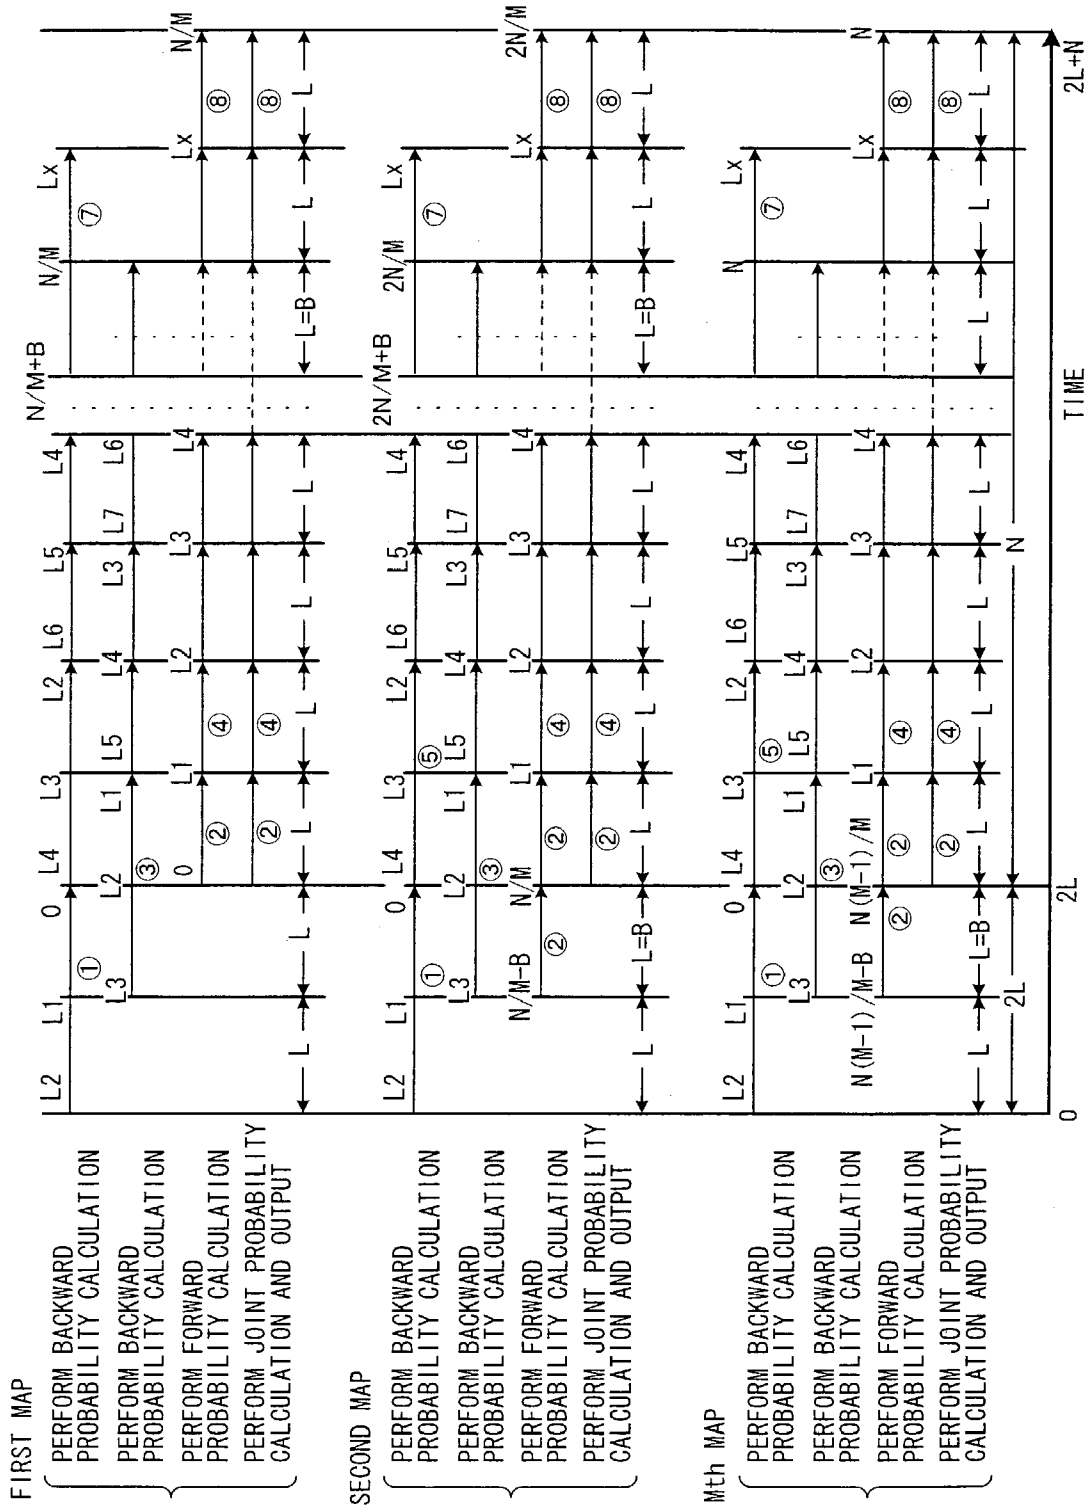 FIRST MAP
PERFORM BACKWARD
PROBABILITY CALCULATION
PERFORM BACKWARD
PROBABILITY CALCULATION
PERFORM FORWARD
PROBABILITY CALCULATION
PERFORM JOINT PROBABILITY
CALCULATION AND OUTPUT
L2 L1 0 L4 L3 L2 L6 L5 L4 N/M+B N/M Lx
① ⑦
L3 L2 L1 L5 L4 L3 L7 L6
③
0 L1 L2 L3 L4 Lx N/M
② ④ ⑧
② ④ ⑧
L L L L L L L=B L L
SECOND MAP
PERFORM BACKWARD
PROBABILITY CALCULATION
PERFORM BACKWARD
PROBABILITY CALCULATION
PERFORM FORWARD
PROBABILITY CALCULATION
PERFORM JOINT PROBABILITY
CALCULATION AND OUTPUT
L2 L1 0 L4 L3 L2 L6 L5 L4 2N/M+B 2N/M Lx
① ⑤ ⑦
L3 L2 L1 L5 L4 L3 L7 L6
③
N/M-B N/M L1 L2 L3 L4 Lx 2N/M
② ② ④ ⑧
② ④ ⑧
L L=B L L L L L=B L L
Mth MAP
PERFORM BACKWARD
PROBABILITY CALCULATION
PERFORM BACKWARD
PROBABILITY CALCULATION
PERFORM FORWARD
PROBABILITY CALCULATION
PERFORM JOINT PROBABILITY
CALCULATION AND OUTPUT
L2 L1 0 L4 L3 L2 L6 L5 L4 N Lx
① ⑤ ⑦
L3 L2 L1 L5 L4 L3 L7 L6
③
N(M-1)/M-B N(M-1)/M L1 L2 L3 L4 Lx N
② ② ④ ⑧
② ④ ⑧
L L=B L L L L L L L
2L N
0 2L TIME 2L+N